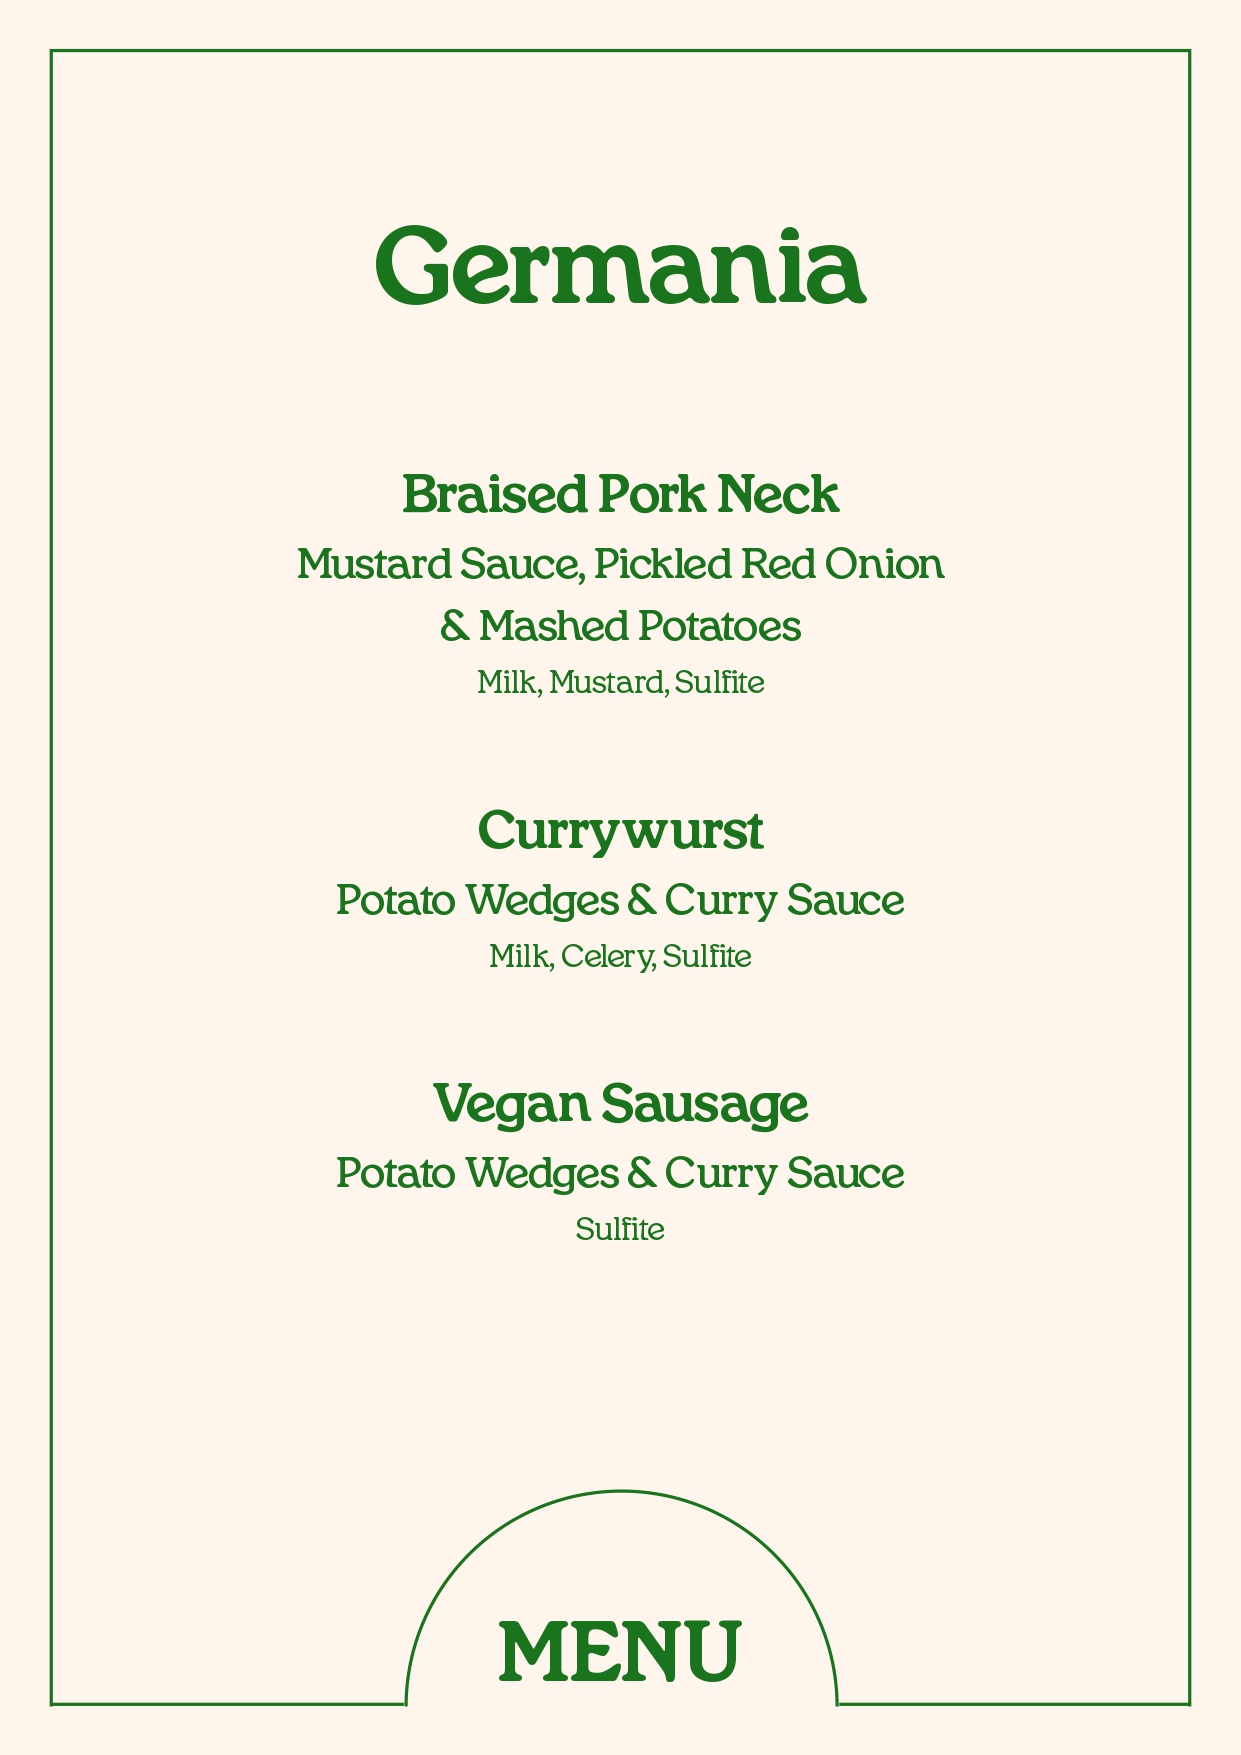 Germania
Braised Pork Neck
Mustard Sauce, Pickled Red Onion
& Mashed Potatoes
Milk, Mustard, Sulfite
Currywurst
Potato Wedges & Curry Sauce
Milk, Celery, Sulfite
Vegan Sausage
Potato Wedges & Curry Sauce
Sulfite
MENU